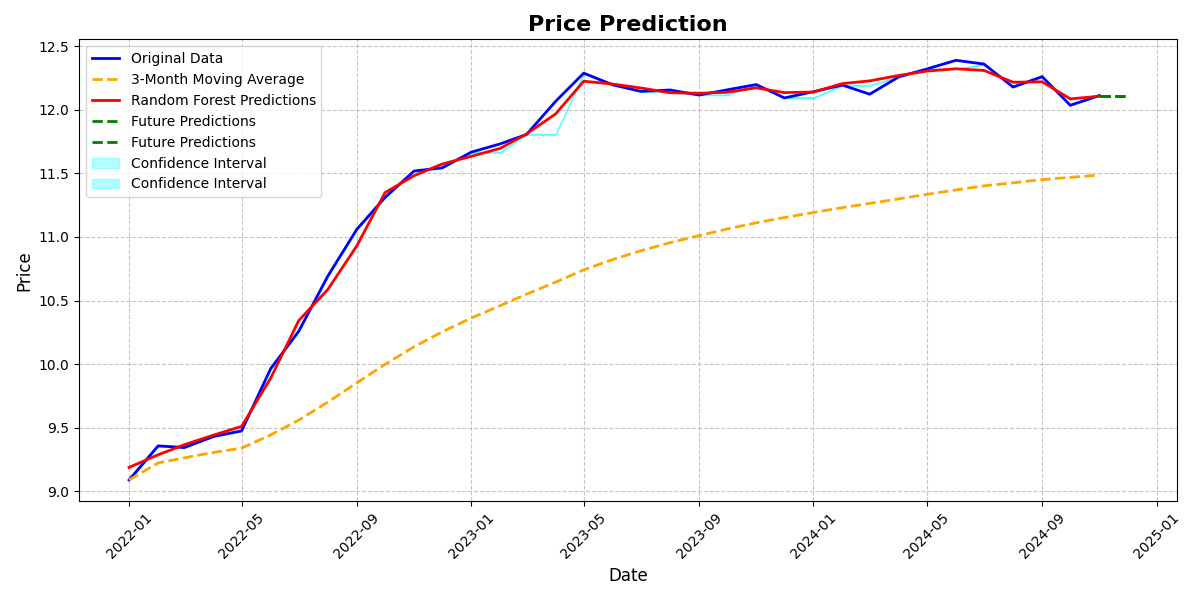 Price Prediction
12.5
12.0
11.5
11.0
10.5
10.0
9.5
9.0
Price
Original Data
3-Month Moving Average
Random Forest Predictions
Future Predictions
Future Predictions
Confidence Interval
Confidence Interval
2022-01
2022-05
2022-09
2023-01
2023-05
2023-09
2024-01
2024-05
2024-09
2025-01
Date